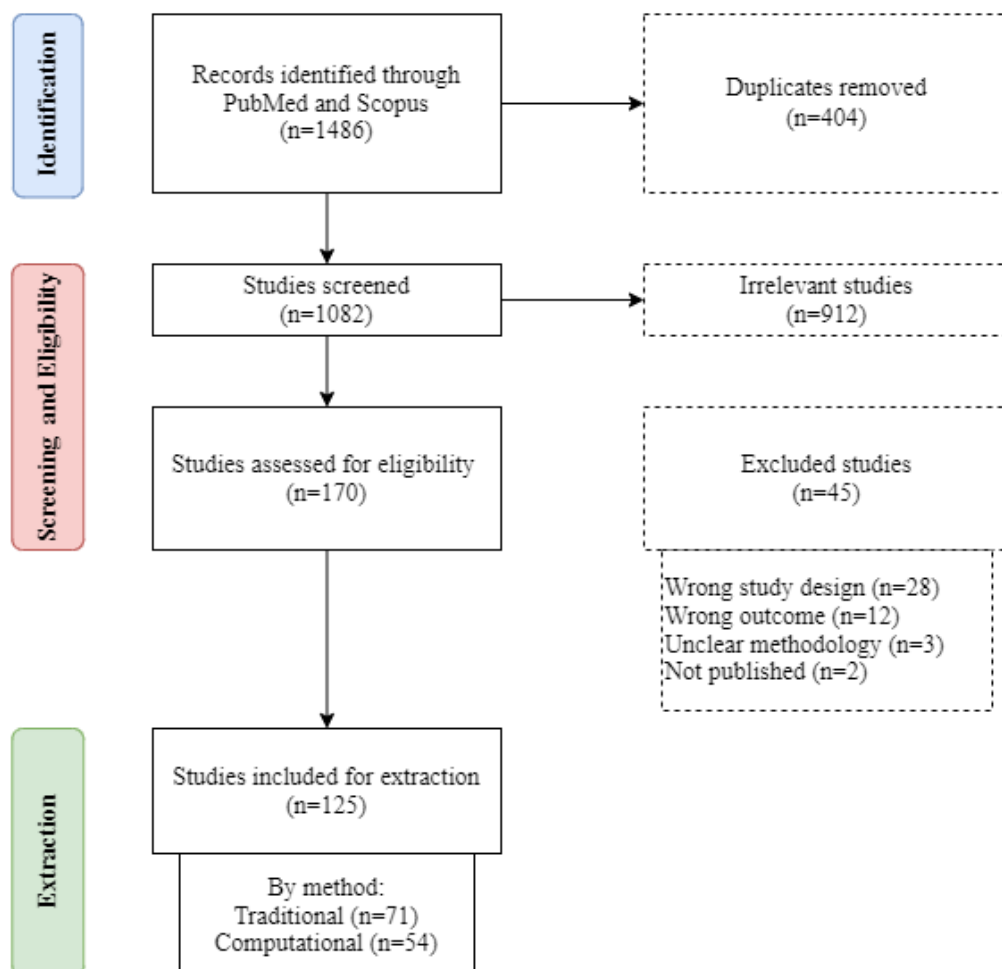 Identification
Records identified through
PubMed and Scopus
(n=1486)
Duplicates removed
(n=404)
Screening and Eligibility
Studies screened
(n=1082)
Irrelevant studies
(n=912)
Studies assessed for eligibility
(n=170)
Excluded studies
(n=45)
Wrong study design (n=28)
Wrong outcome (n=12)
Unclear methodology (n=3)
Not published (n=2)
Extraction
Studies included for extraction
(n=125)
By method:
Traditional (n=71)
Computational (n=54)